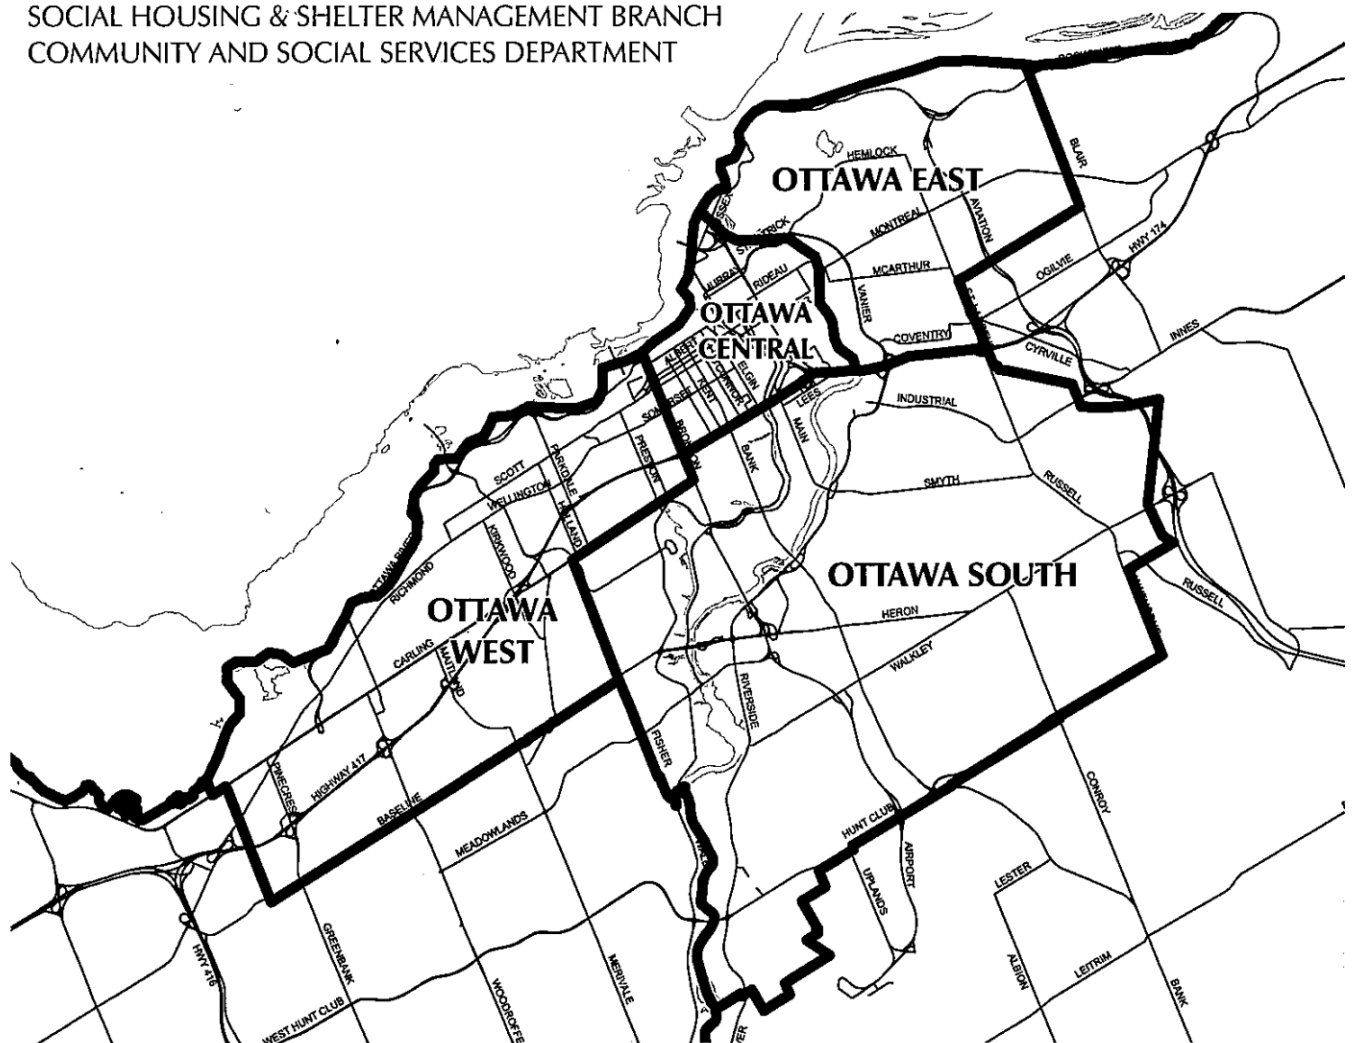 SOCIAL HOUSING & SHELTER MANAGEMENT BRANCH
COMMUNITY AND SOCIAL SERVICES DEPARTMENT
BLAIR
HEMLOCK
OTTAWA EAST
AVIATION
MONTREAL
HWY 174
RIDEAU
MCARTHUR
OGILVIE
VANIER
OTTAWA
CENTRAL
COVENTRY
INNES
CYRVILLE
ALBERT
ELGIN
O'CONNOR
KENT
LEES
INDUSTRIAL
SOMERSET
MAIN
BRONSON
PRESTON
BANK
SCOTT
PARKDALE
WELLINGTON
HOLLAND
SMYTH
RUSSELL
KIRKWOOD
RICHMOND
OTTAWA SOUTH
RUSSELL
OTTAWA
WEST
HERON
CARLING
MAITLAND
WALKLEY
RIVERSIDE
FISHER
HIGHWAY 417
BASELINE
MEADOWLANDS
HUNT CLUB
CONROY
AIRPORT
UPLANDS
LESTER
GREENBANK
HWY 416
MERIVALE
ALBION
LEITRIM
WEST HUNT CLUB
WOODROFFE
BANK